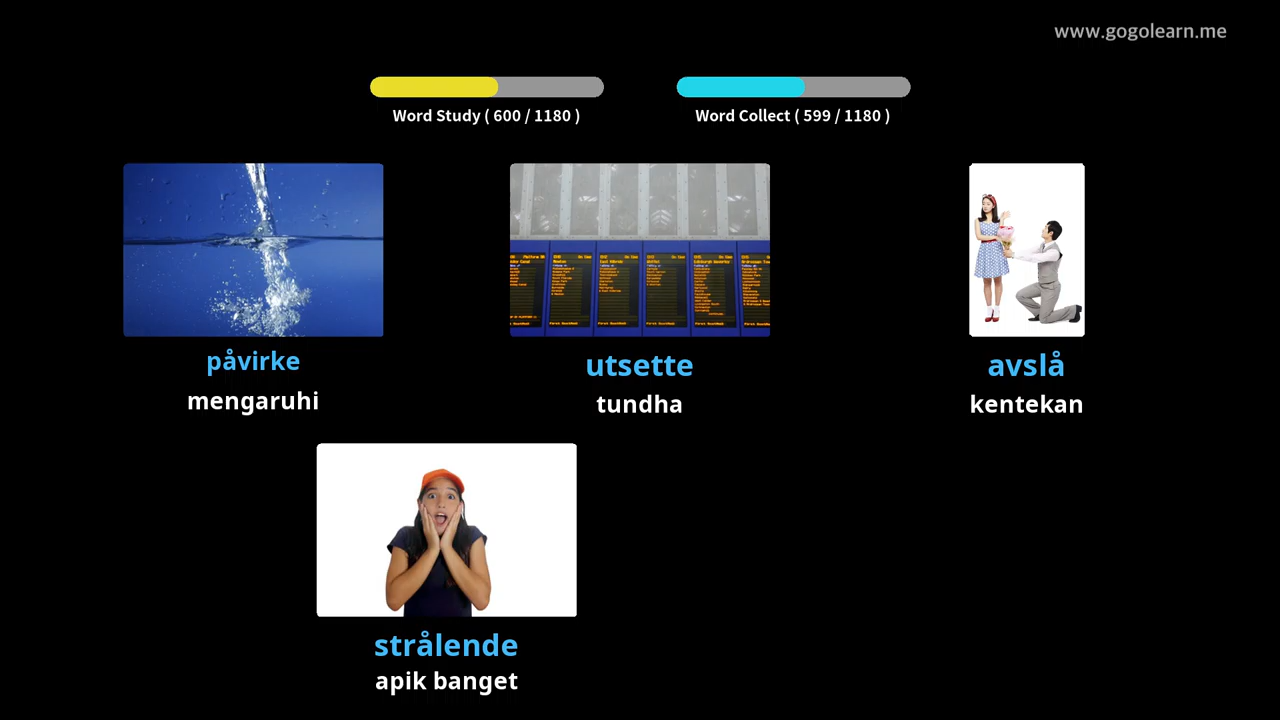 www.gogolearn.me
Word Study ( 600 / 1180 )
Word Collect ( 599 / 1180 )
påvirke
mengaruhi
utsette
tundha
avslå
kentekan
strålende
apik banget